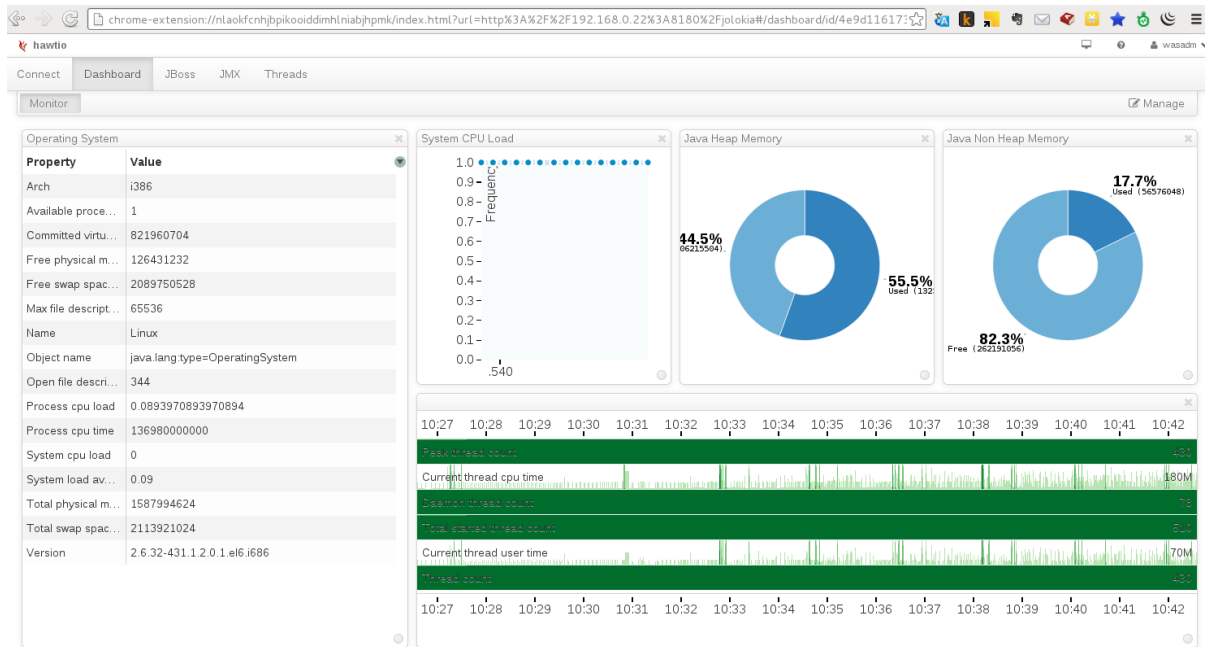 chrome-extension://nlaokfcnhjbpikooiddimhlniabjhpmk/index.html?url=http%3A%2F%2F192.168.0.22%3A8180%2Fjolokia#/dashboard/id/4e9d11617
hawtio
wasadm
Connect Dashboard JBoss JMX Threads
Monitor
Manage
Operating System
Property Value
Arch i386
Available proce... 1
Committed virtu... 821960704
Free physical m... 126431232
Free swap spac... 2089750528
Max file descript... 65536
Name Linux
Object name java.lang:type=OperatingSystem
Open file descri... 344
Process cpu load 0.0893970893970894
Process cpu time 136980000000
System cpu load 0
System load av... 0.09
Total physical m... 1587994624
Total swap spac... 2113921024
Version 2.6.32-431.1.2.0.1.el6.i686
System CPU Load
Frequency
1.0
0.9
0.8
0.7
0.6
0.5
0.4
0.3
0.2
0.1
0.0
.540
Java Heap Memory
44.5%
06215504)
55.5%
Used (132
Java Non Heap Memory
17.7%
Used (56576048)
82.3%
Free (262191056)
10:27 10:28 10:29 10:30 10:31 10:32 10:33 10:34 10:35 10:36 10:37 10:38 10:39 10:40 10:41 10:42
Peak thread count 430
Current thread cpu time 180M
Daemon thread count 78
Total started thread count 510
Current thread user time 70M
Thread count 430
10:27 10:28 10:29 10:30 10:31 10:32 10:33 10:34 10:35 10:36 10:37 10:38 10:39 10:40 10:41 10:42